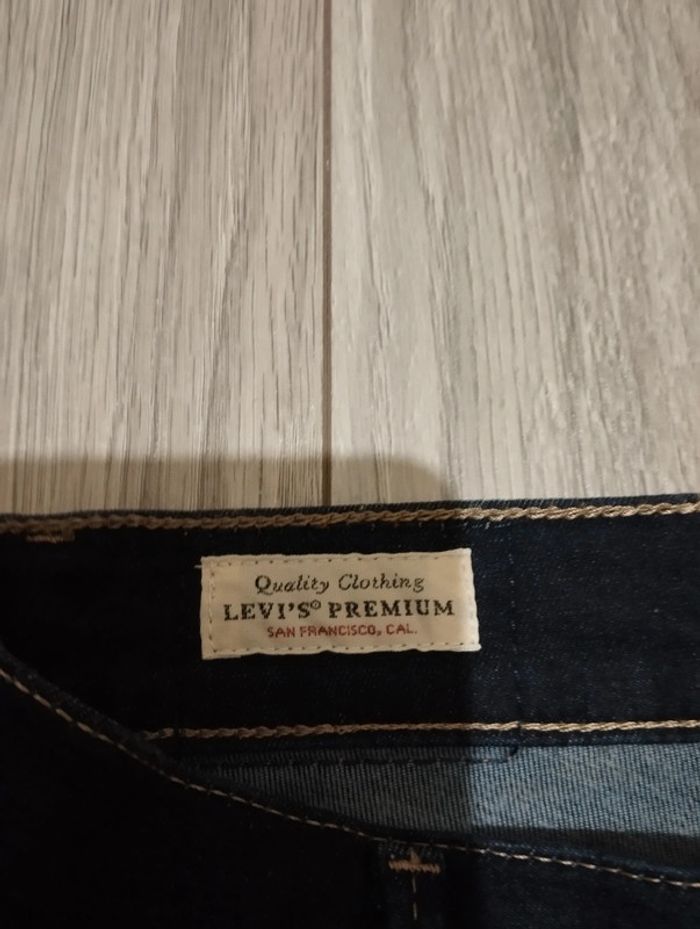 Quality Clothing
LEVI'S® PREMIUM
SAN FRANCISCO, CAL.